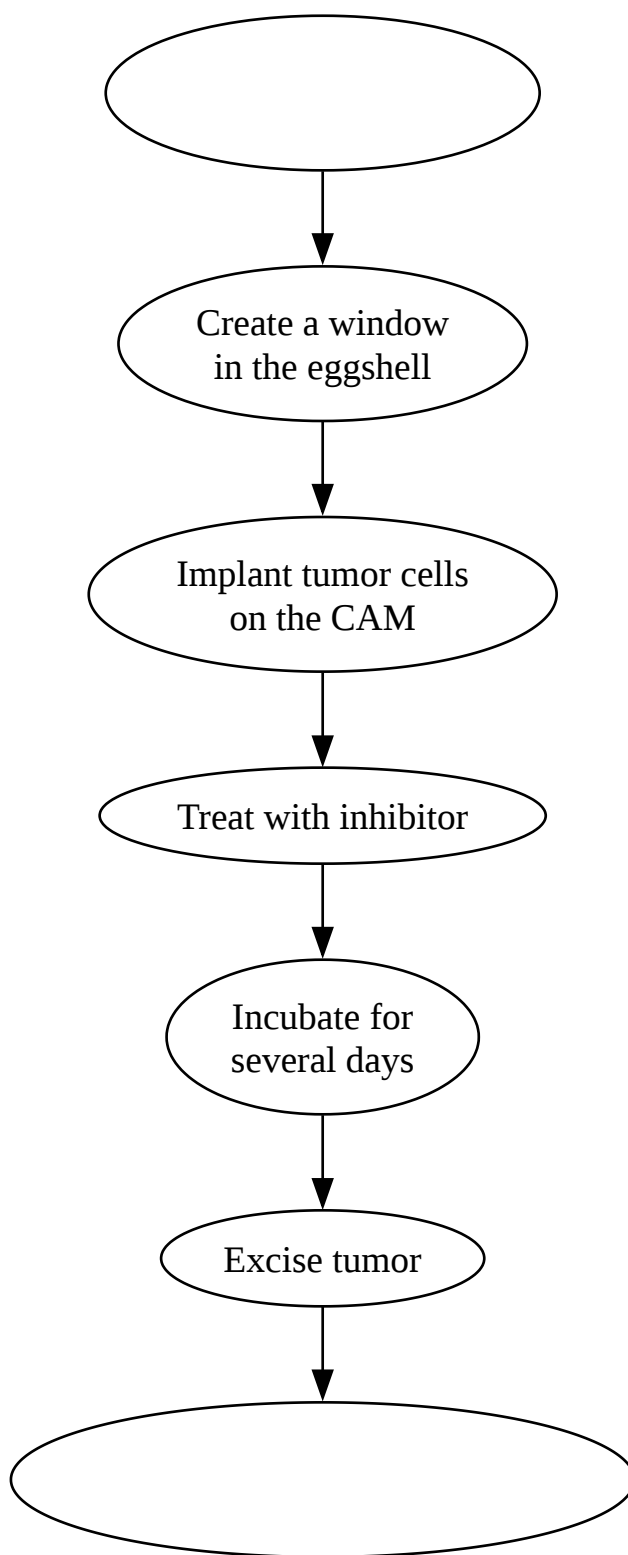 Create a window
in the eggshell
Implant tumor cells
on the CAM
Treat with inhibitor
Incubate for
several days
Excise tumor